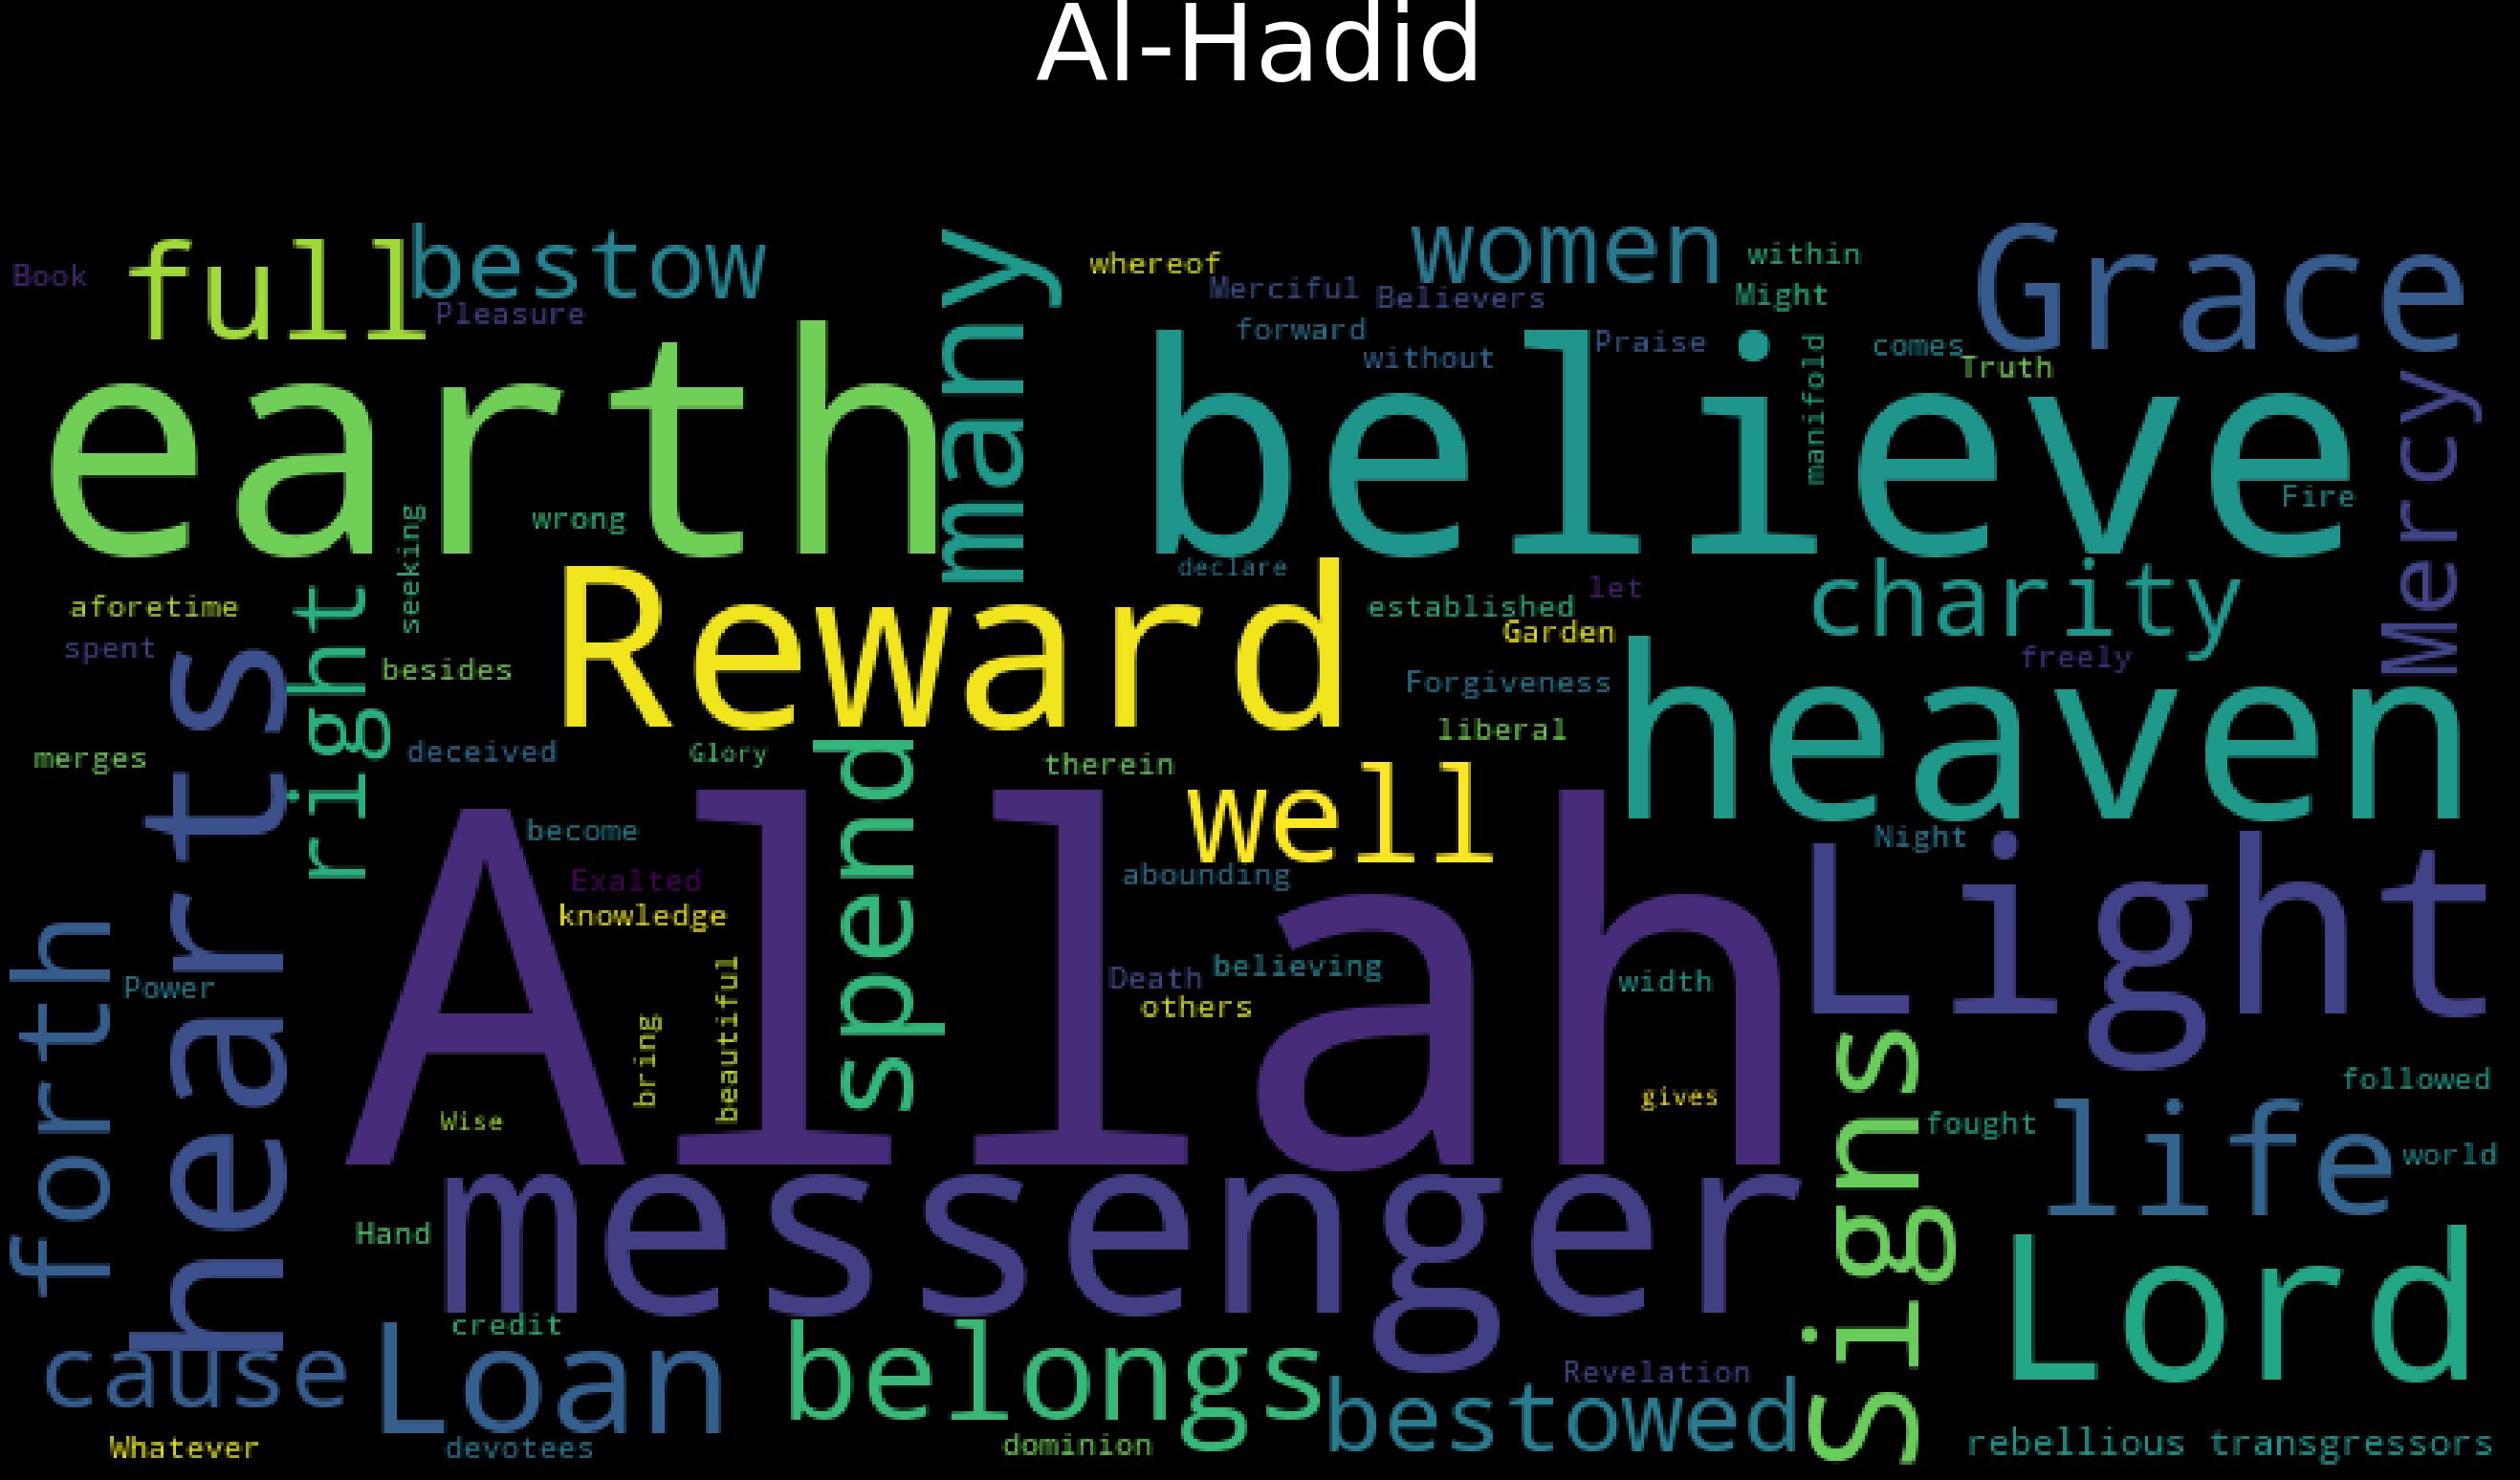 Al-Hadid
full
bestow
many
whereof
women
within
Grace
Book
Merciful
Believers
Might
Pleasure
forward
Praise
without
comes
Truth
manifold
earth
believe
Mercy
Fire
seeking
wrong
declare
charity
aforetime
right
Reward
established
let
Garden
spent
hearts
besides
Forgiveness
freely
heaven
liberal
merges
deceived
Glory
spend
therein
well
become
Night
Exalted
abounding
Light
knowledge
forth
Allah
Power
Death
believing
width
others
beautiful
bring
Signs
followed
gives
Wise
fought
life
world
messenger
Hand
Lord
credit
cause
Loan
belongs
Revelation
bestowed
Whatever
devotees
dominion
rebellious transgressors